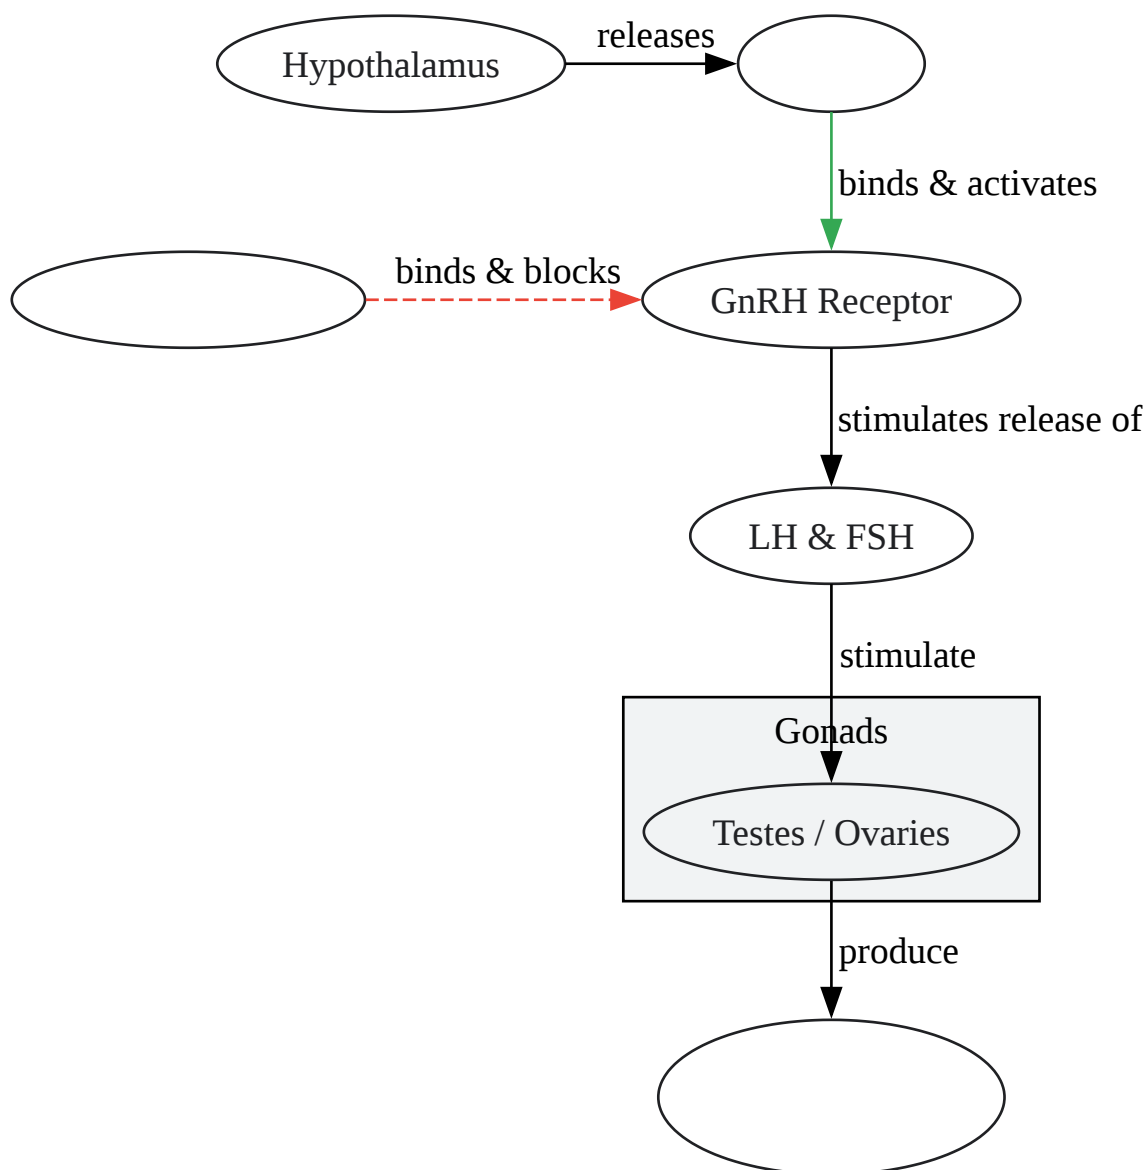 releases
Hypothalamus
binds & activates
binds & blocks
GnRH Receptor
stimulates release of
LH & FSH
stimulate
Gonads
Testes / Ovaries
produce